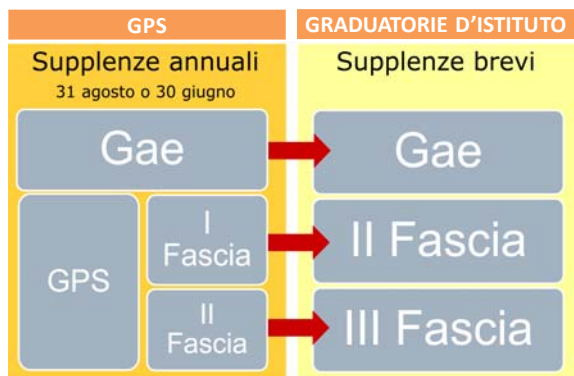 GPS
Supplenze annuali
31 agosto o 30 giugno
Gae
GPS
I
Fascia
II
Fascia
GRADUATORIE D'ISTITUTO
Supplenze brevi
Gae
II Fascia
III Fascia